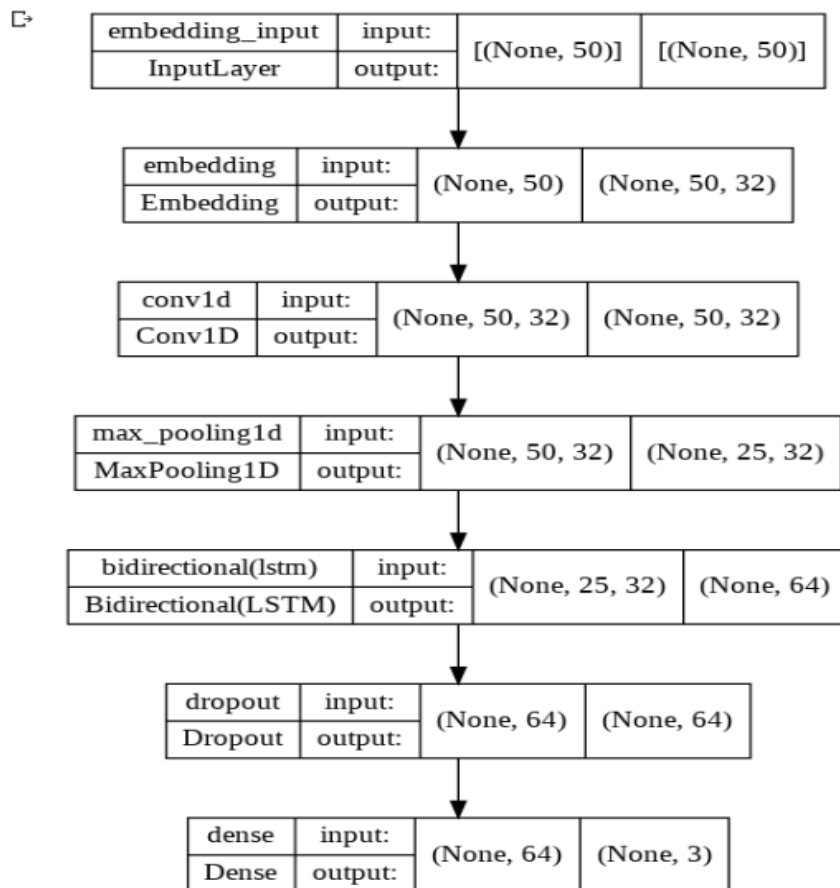 embedding_input input: [(None, 50)] [(None, 50)]
InputLayer output:
embedding input: (None, 50) (None, 50, 32)
Embedding output:
conv1d input: (None, 50, 32) (None, 50, 32)
Conv1D output:
max_pooling1d input: (None, 50, 32) (None, 25, 32)
MaxPooling1D output:
bidirectional(lstm) input: (None, 25, 32) (None, 64)
Bidirectional(LSTM) output:
dropout input: (None, 64) (None, 64)
Dropout output:
dense input: (None, 64) (None, 3)
Dense output: